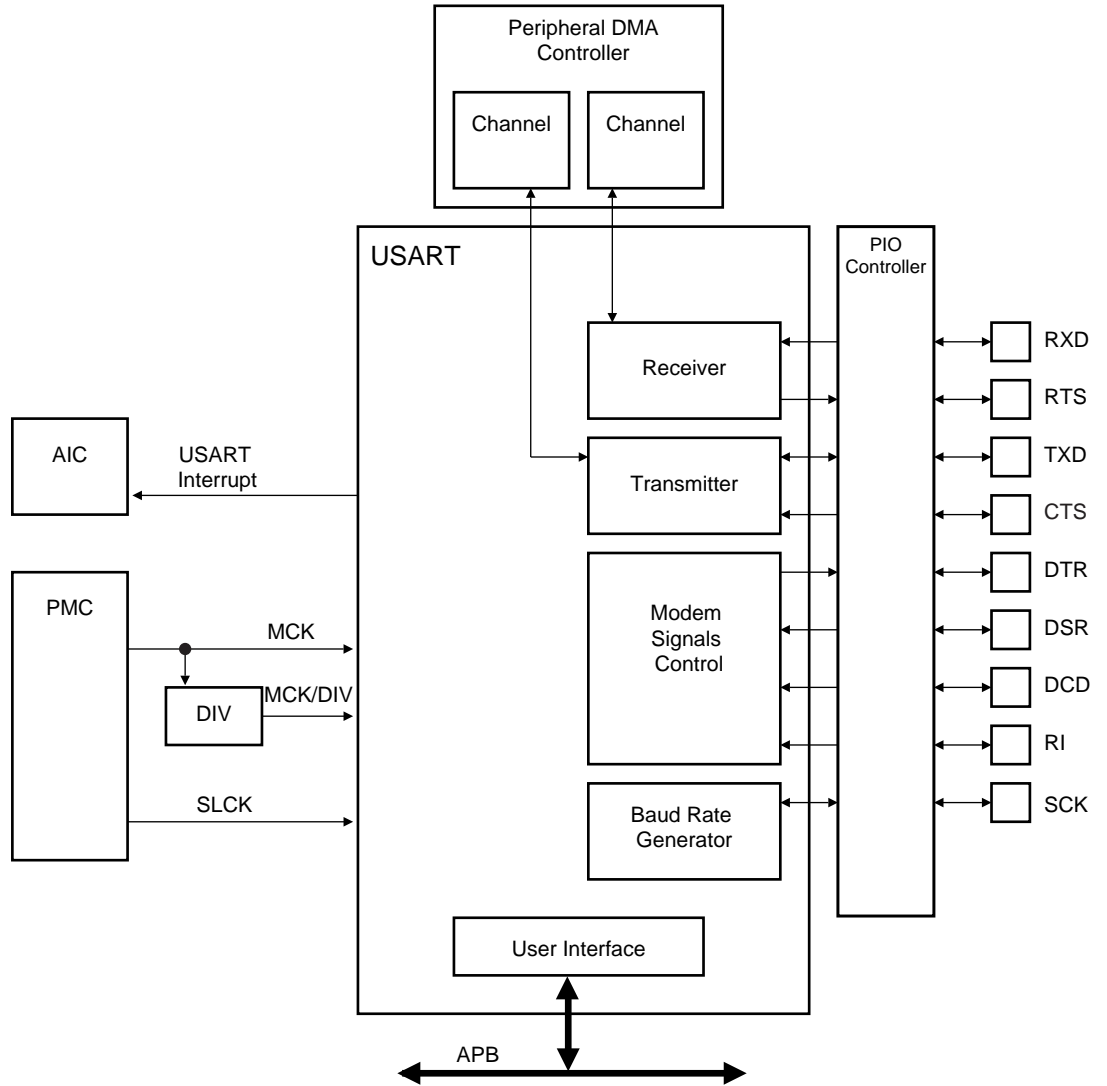 Peripheral DMA
Controller
Channel
Channel
USART
PIO
Controller
Receiver
RXD
RTS
AIC
USART
Interrupt
Transmitter
TXD
CTS
PMC
MCK
DIV
MCK/DIV
SLCK
Modem
Signals
Control
DTR
DSR
DCD
RI
Baud Rate
Generator
SCK
User Interface
APB